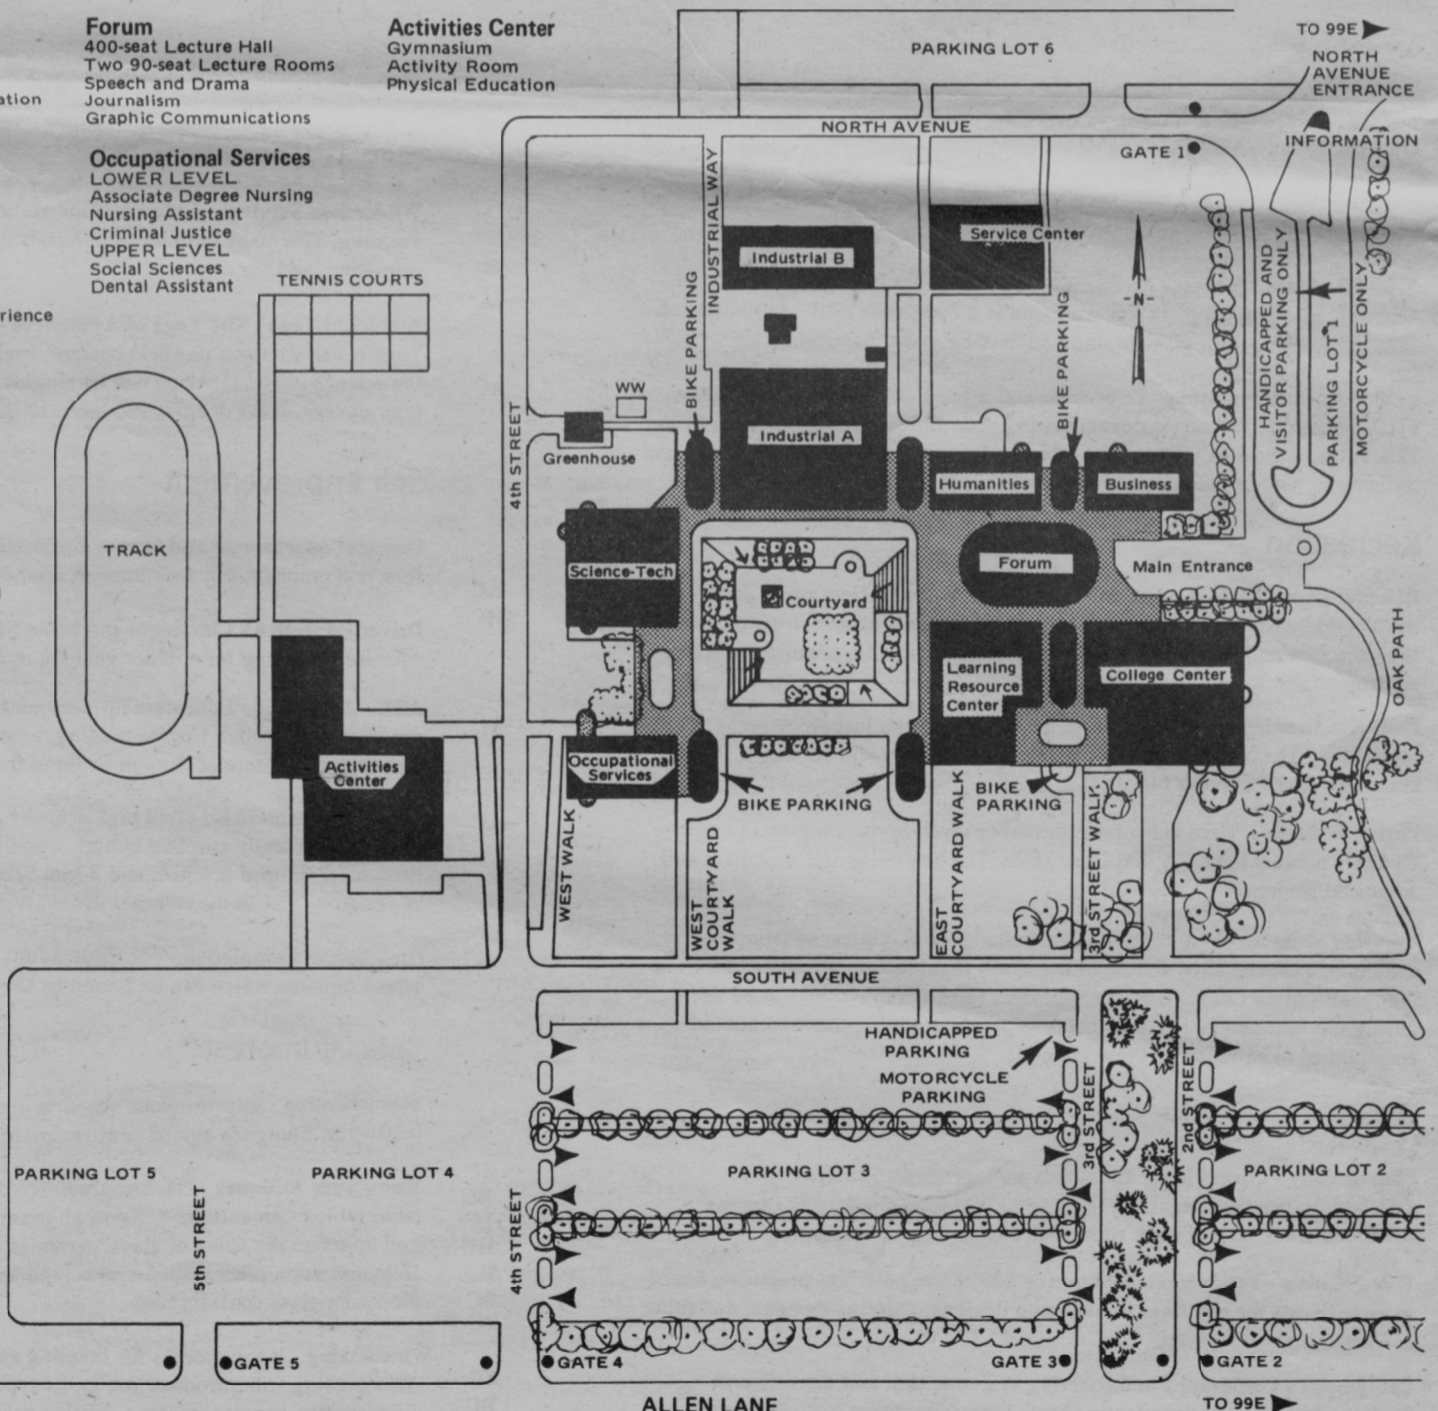 Forum
400-seat Lecture Hall
Two 90-seat Lecture Rooms
Speech and Drama
Journalism
Graphic Communications
Occupational Services
LOWER LEVEL
Associate Degree Nursing
Nursing Assistant
Criminal Justice
UPPER LEVEL
Social Sciences
Dental Assistant
Activities Center
Gymnasium
Activity Room
Physical Education
ation
rience
PARKING LOT 6
TO 99E
NORTH
AVENUE
ENTRANCE
INFORMATION
NORTH AVENUE
GATE 1
INDUSTRIAL WAY
Service Center
Industrial B
-N-
HANDICAPPED AND
VISITOR PARKING ONLY
PARKING LOT 1
MOTORCYCLE ONLY
TENNIS COURTS
BIKE PARKING
BIKE PARKING
WW
4th STREET
Greenhouse
Industrial A
Humanities
Business
TRACK
Science-Tech
Forum
Main Entrance
Courtyard
OAK PATH
Learning
Resource
Center
College Center
Activities
Center
Occupational
Services
BIKE PARKING
BIKE
PARKING
WEST WALK
WEST
COURTYARD
WALK
EAST
COURTYARD WALK
3rd STREET WALK
SOUTH AVENUE
HANDICAPPED
PARKING
MOTORCYCLE
PARKING
3rd STREET
2nd STREET
PARKING LOT 5
PARKING LOT 4
PARKING LOT 3
PARKING LOT 2
5th STREET
4th STREET
GATE 5
GATE 4
GATE 3
GATE 2
ALLEN LANE
TO 99E